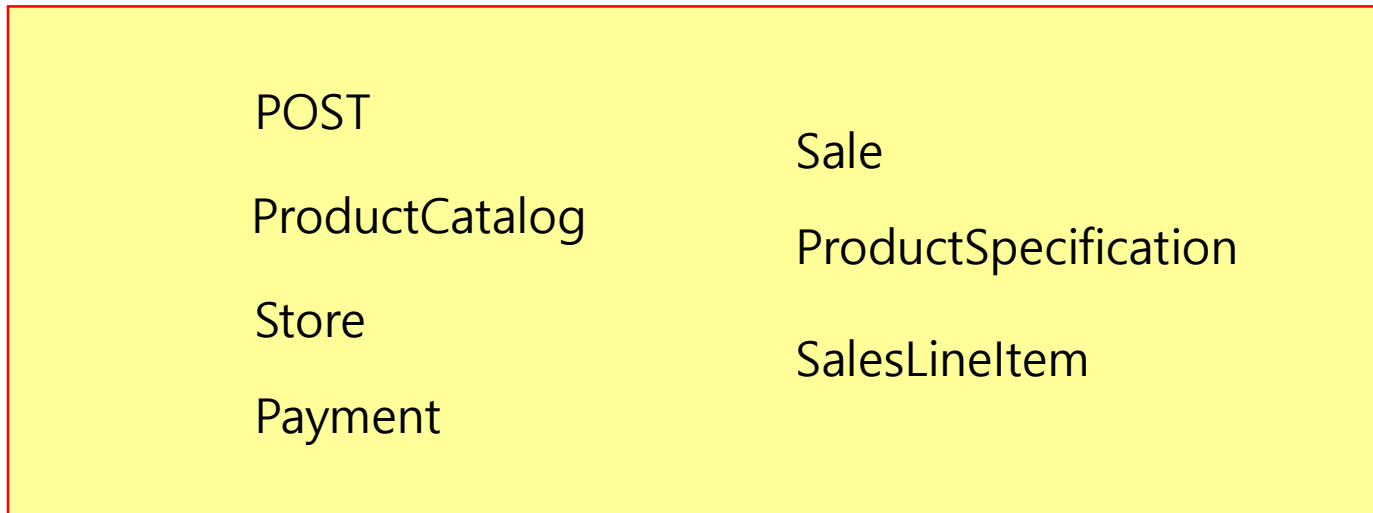 POST
ProductCatalog
Store
Payment
Sale
ProductSpecification
SalesLineItem